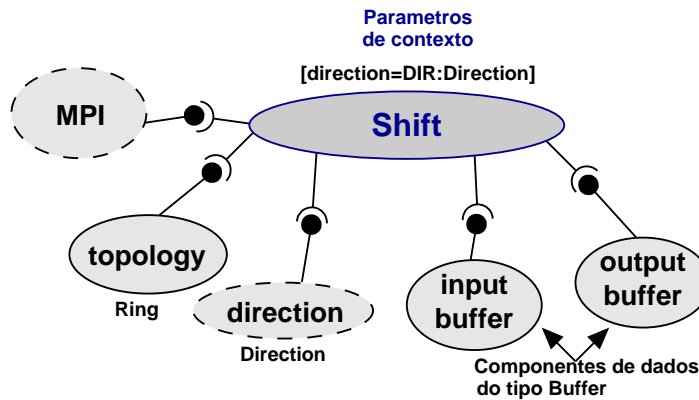 Parametros
de contexto
[direction=DIR:Direction]
MPI
Shift
topology
Ring
direction
Direction
input
buffer
output
buffer
Componentes de dados
do tipo Buffer